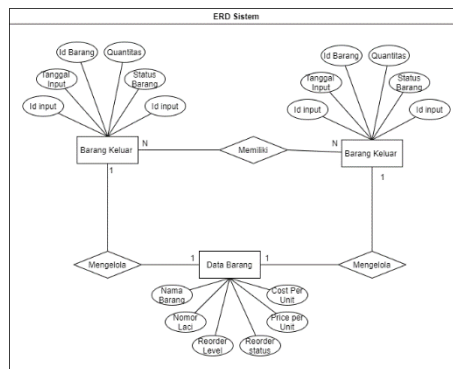 ERD Sistem
Id Barang
Quantitas
Tanggal
Input
Status
Barang
Id input
Id input
Id Barang
Quantitas
Tanggal
Input
Status
Barang
Id input
Id input
Barang Keluar
N
Memiliki
N
Barang Keluar
1
1
Mengelola
1
Data Barang
1
Mengelola
Nama
Barang
Cost Per
Unit
Nomor
Laci
Price per
Unit
Reorder
Level
Reorder
status